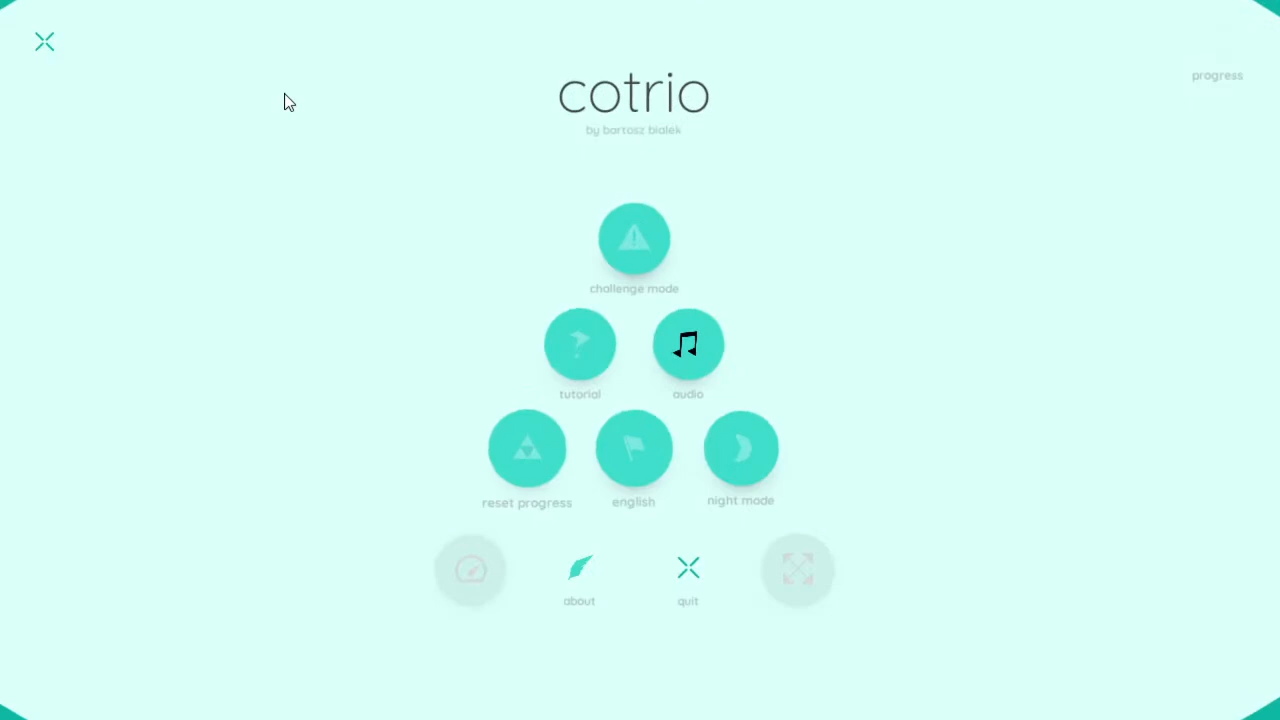 cotrio
by bartosz bialek
progress
challenge mode
tutorial
audio
reset progress
english
night mode
about
quit